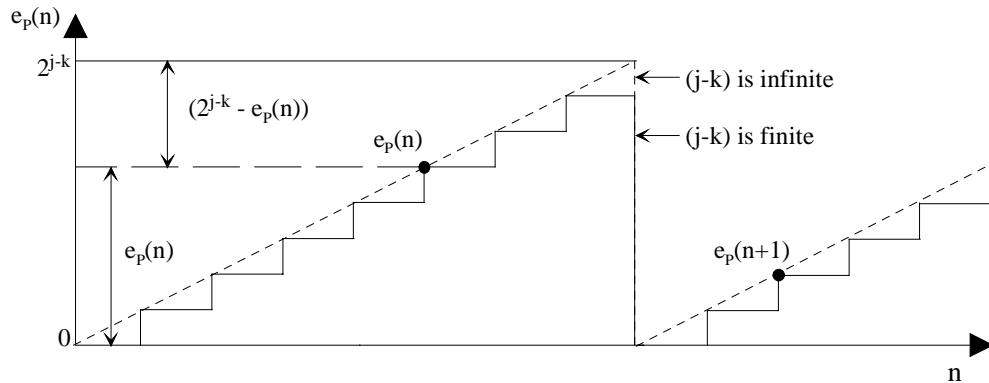 e_P(n)
2^{j-k}
(j-k) is infinite
(2^{j-k} - e_P(n))
(j-k) is finite
e_P(n)
e_P(n)
e_P(n+1)
0
n